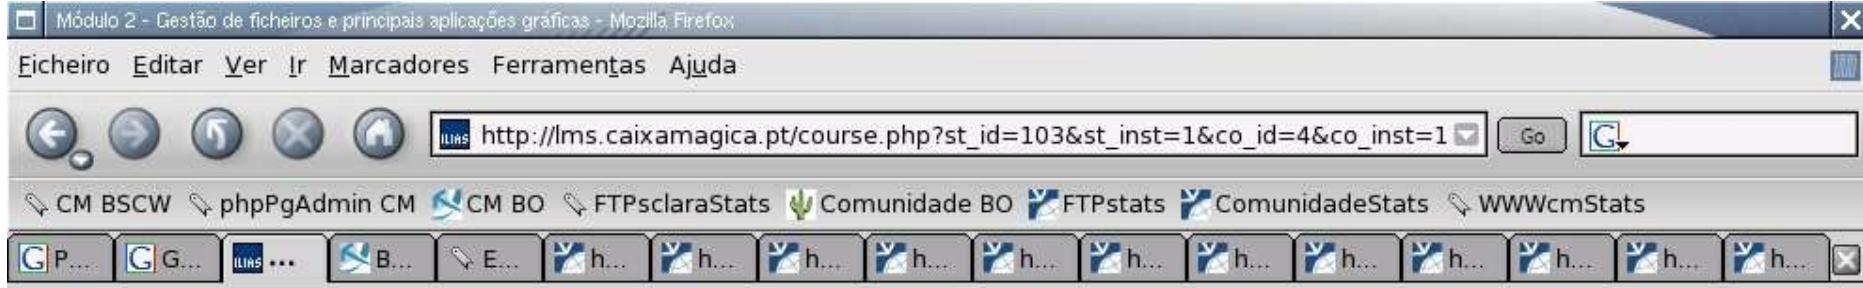 Módulo 2 - Gestão de ficheiros e principais aplicações gráficas - Mozilla Firefox
Ficheiro Editar Ver Ir Marcadores Ferramentas Ajuda
ILIAS http://lms.caixamagica.pt/course.php?st_id=103&st_inst=1&co_id=4&co_inst=1 Go G
CM BSCW phpPgAdmin CM CM BO FTPsclaraStats Comunidade BO FTPstats ComunidadeStats WWWcmStats
G P... G G... ILIAS ... B... E... h... h... h... h... h... h... h... h... h... h... h... h...